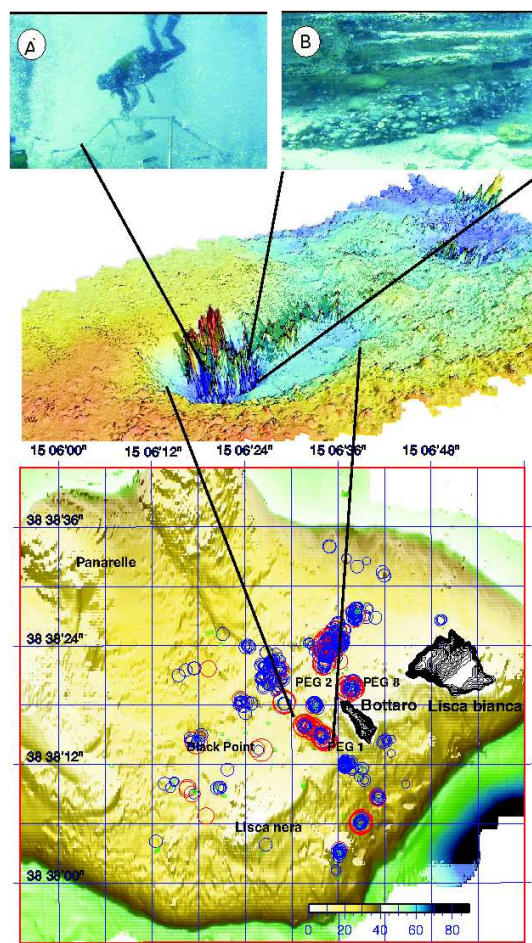 A
B
15 06'00" 15 06'12" 15 06'24" 15 06'36" 15 06'48"
38 38'36"
Panarelle
38 38'24"
PEG 2 PEG 8
Bottaro Lisca bianca
Black Point PEG 1
38 38'12"
Lisca nera
38 38'00"
0 20 40 60 80